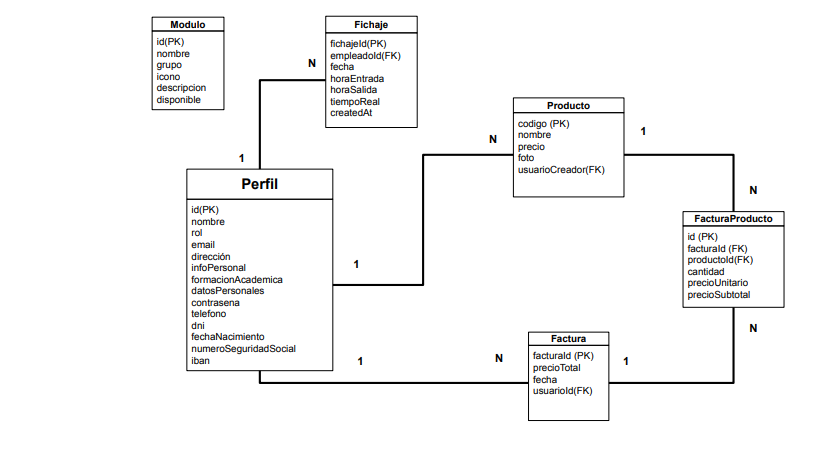 Modulo
id(PK)
nombre
grupo
icono
descripcion
disponible
Fichaje
fichajeId(PK)
empleadoId(FK)
fecha
horaEntrada
horaSalida
tiempoReal
createdAt
N
1
Perfil
id(PK)
nombre
rol
email
dirección
infoPersonal
formacionAcademica
datosPersonales
contrasena
telefono
dni
fechaNacimiento
numeroSeguridadSocial
iban
1
N
Producto
codigo (PK)
nombre
precio
foto
usuarioCreador(FK)
1
N
FacturaProducto
id (PK)
facturaId (FK)
productoId(FK)
cantidad
precioUnitario
precioSubtotal
N
1
Factura
facturaId (PK)
precioTotal
fecha
usuarioId(FK)
N
1